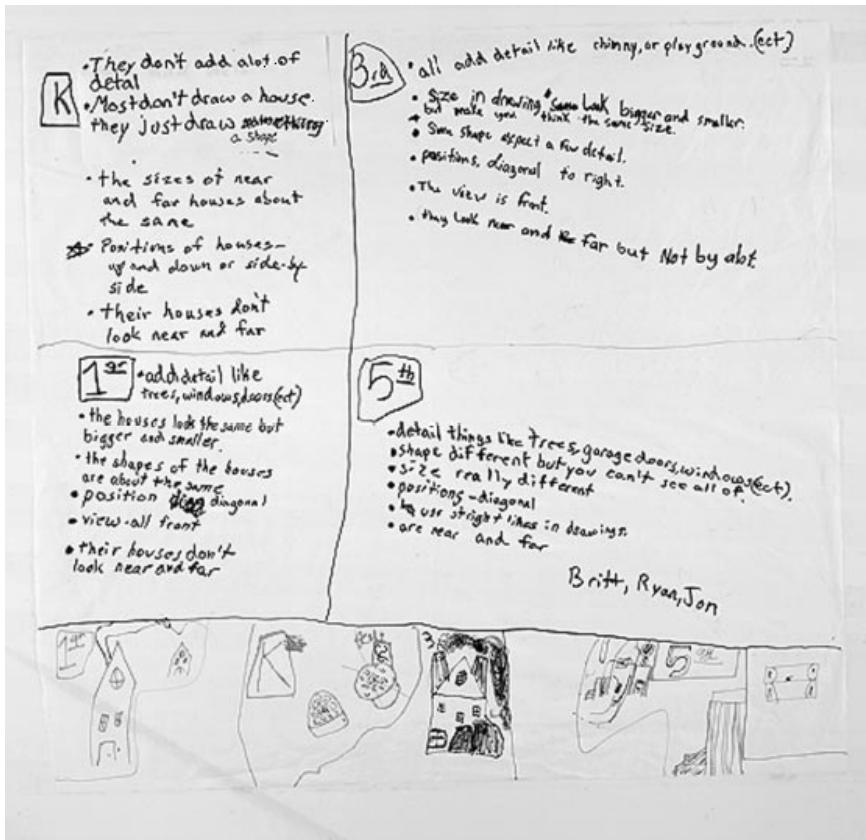 K
• They don't add alot of
detal
• Most don't draw a house.
they just draw something
a shape
• the sizes of near
and far houses about
the same
• Positions of houses-
up and down or side-by
side
• their houses don't
look near and far
3rd
• all add detail like chimny, or playground.(ect)
• Size in drawing some look bigger and smaller.
but make you think the same size.
• Same shape aspect a few detail.
• positions, diagonal to right.
• The view is front.
• they look near and far but Not by alot.
1st
• add detail like
trees, windows, doors(ect)
• the houses look the same but
bigger and smaller.
• the shapes of the houses
are about the same
• position diagonal
• view-all front
• their houses don't
look near and far
5th
• detail things like trees, garage doors, windows(ect).
• shape different but you can't see all of.
• size really different
• positions-diagonal
• use stright lines in drawings.
• are near and far
Britt, Ryan, Jon
1st
K
3
5th